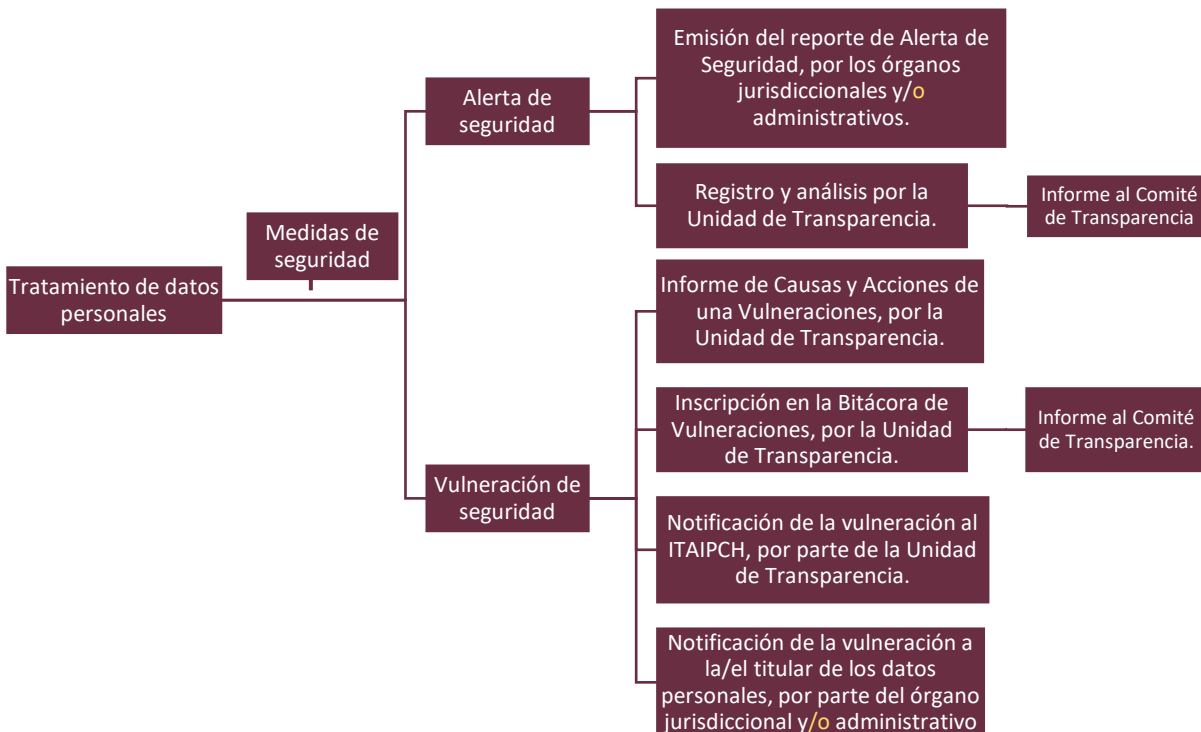 Tratamiento de datos
personales
Medidas de
seguridad
Alerta de
seguridad
Emisión del reporte de Alerta de
Seguridad, por los órganos
jurisdiccionales y/o
administrativos.
Registro y análisis por la
Unidad de Transparencia.
Informe al Comité
de Transparencia
Vulneración de
seguridad
Informe de Causas y Acciones de
una Vulneraciones, por la
Unidad de Transparencia.
Inscripción en la Bitácora de
Vulneraciones, por la Unidad
de Transparencia.
Informe al Comité
de Transparencia.
Notificación de la vulneración al
ITAIPCH, por parte de la Unidad
de Transparencia.
Notificación de la vulneración a
la/el titular de los datos
personales, por parte del órgano
jurisdiccional y/o administrativo